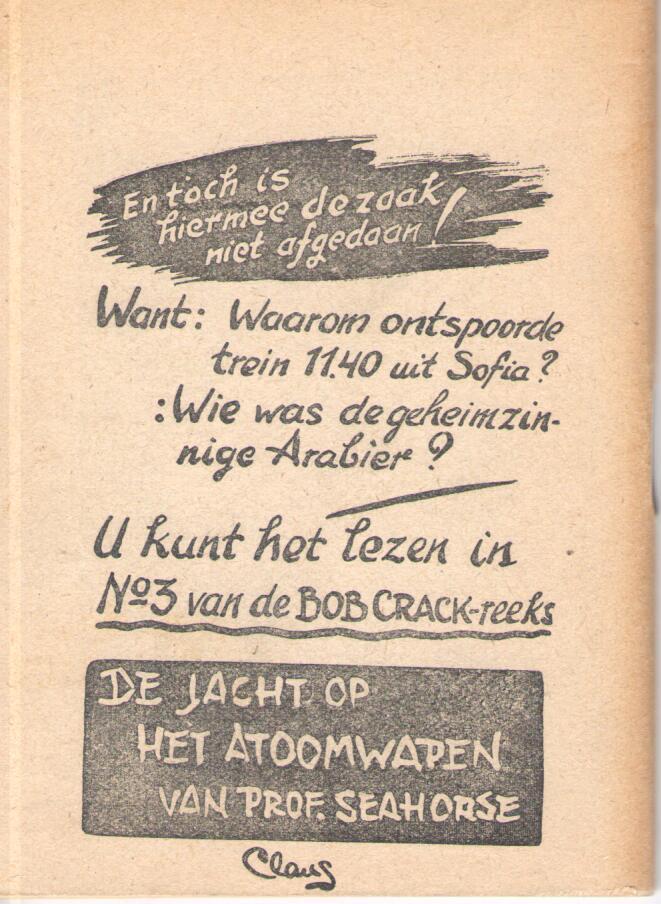 En toch is
hiermee de zaak
niet afgedaan!
Want: Waarom ontspoorde
trein 11.40 uit Sofia?
: Wie was de geheimzin-
nige Arabier?
U kunt het lezen in
No3 van de BOB CRACK-reeks
DE JACHT OP
HET ATOOMWAPEN
VAN PROF. SEAHORSE
Claus